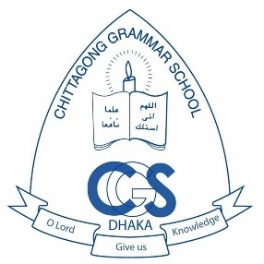 CHITTAGONG GRAMMAR SCHOOL
اللهم
انى
اسئلك
علما
نافعا
CGS
DHAKA
O Lord
Give us
Knowledge